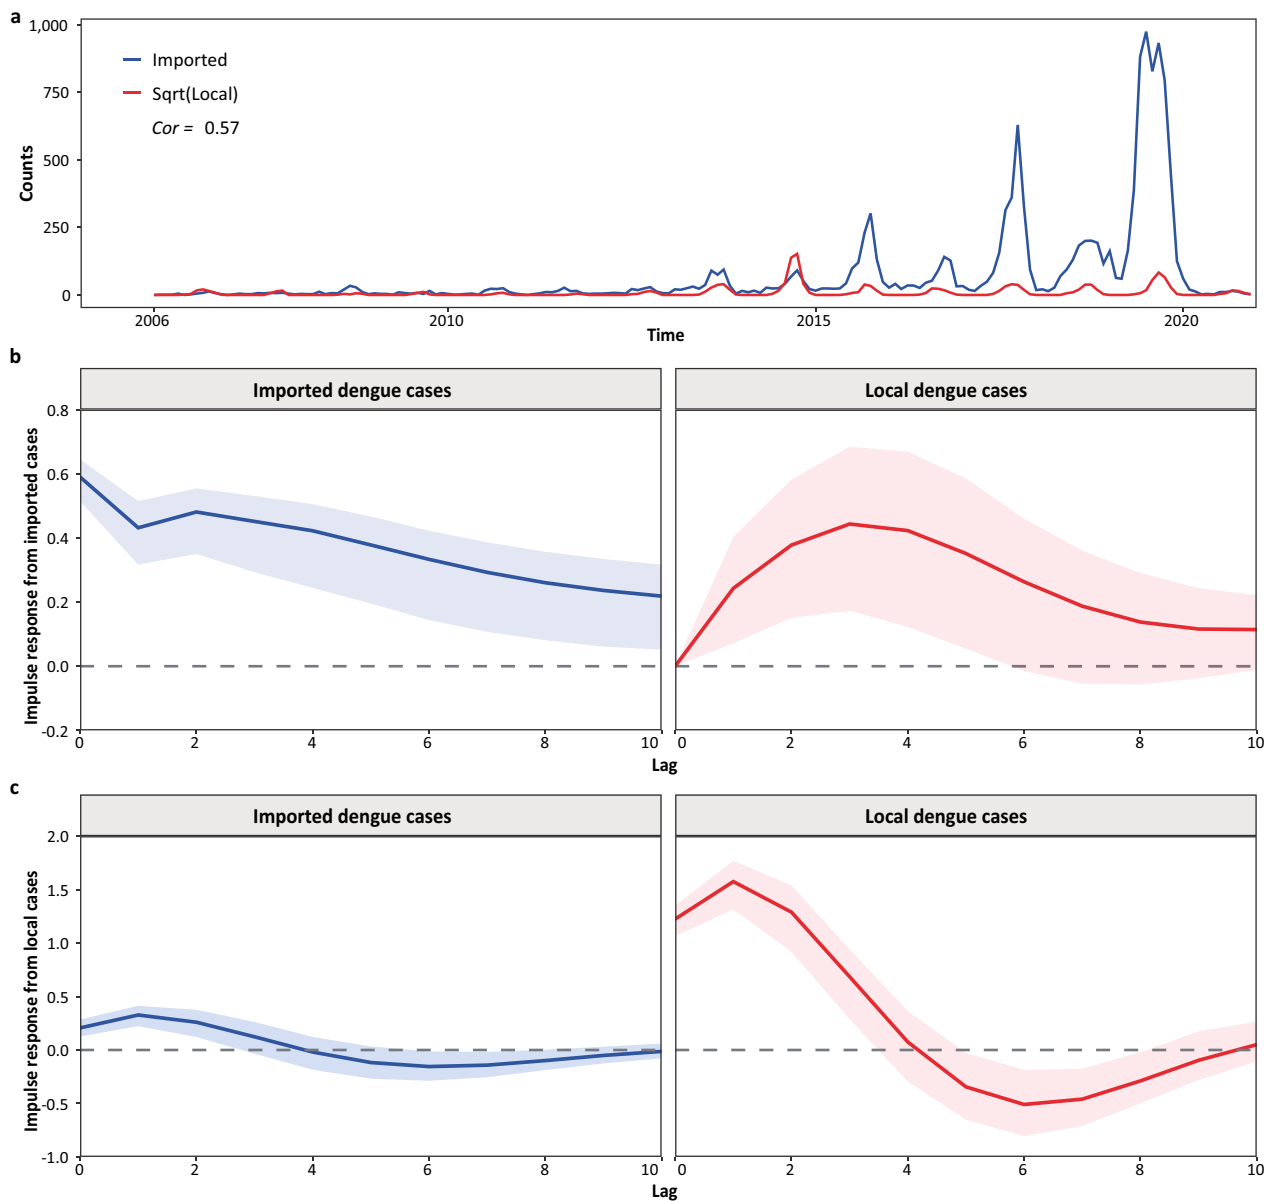 a
1,000
750
500
250
0
Counts
Imported
Sqrt(Local)
Cor = 0.57
2006
2010
2015
2020
Time
b
Imported dengue cases
Local dengue cases
Impulse response from imported cases
0.8
0.6
0.4
0.2
0.0
-0.2
0 2 4 6 8 10
0 2 4 6 8 10
Lag
c
Imported dengue cases
Local dengue cases
Impulse response from local cases
2.0
1.5
1.0
0.5
0.0
-0.5
-1.0
0 2 4 6 8 10
0 2 4 6 8 10
Lag